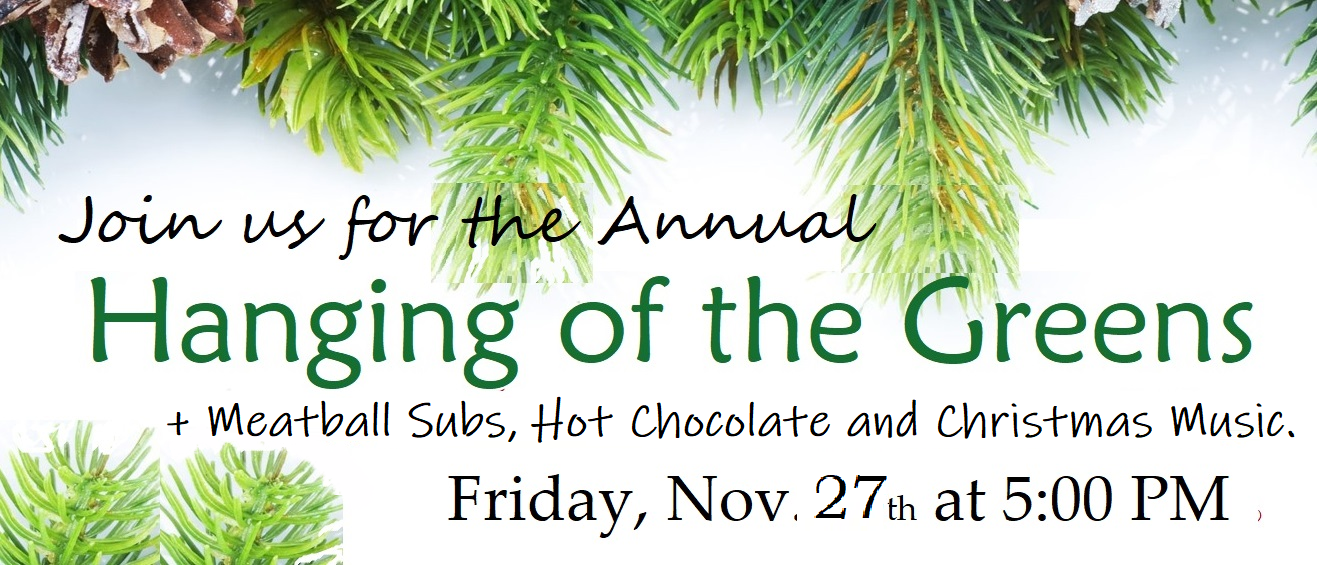 Join us for the Annual
Hanging of the Greens
+ Meatball Subs, Hot Chocolate and Christmas Music.
Friday, Nov. 27th at 5:00 PM )